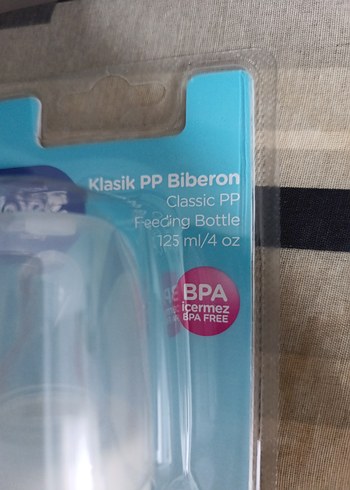 Klasik PP Biberon
Classic PP
Feeding Bottle
125 ml/4 oz
BPA
içermez
BPA FREE